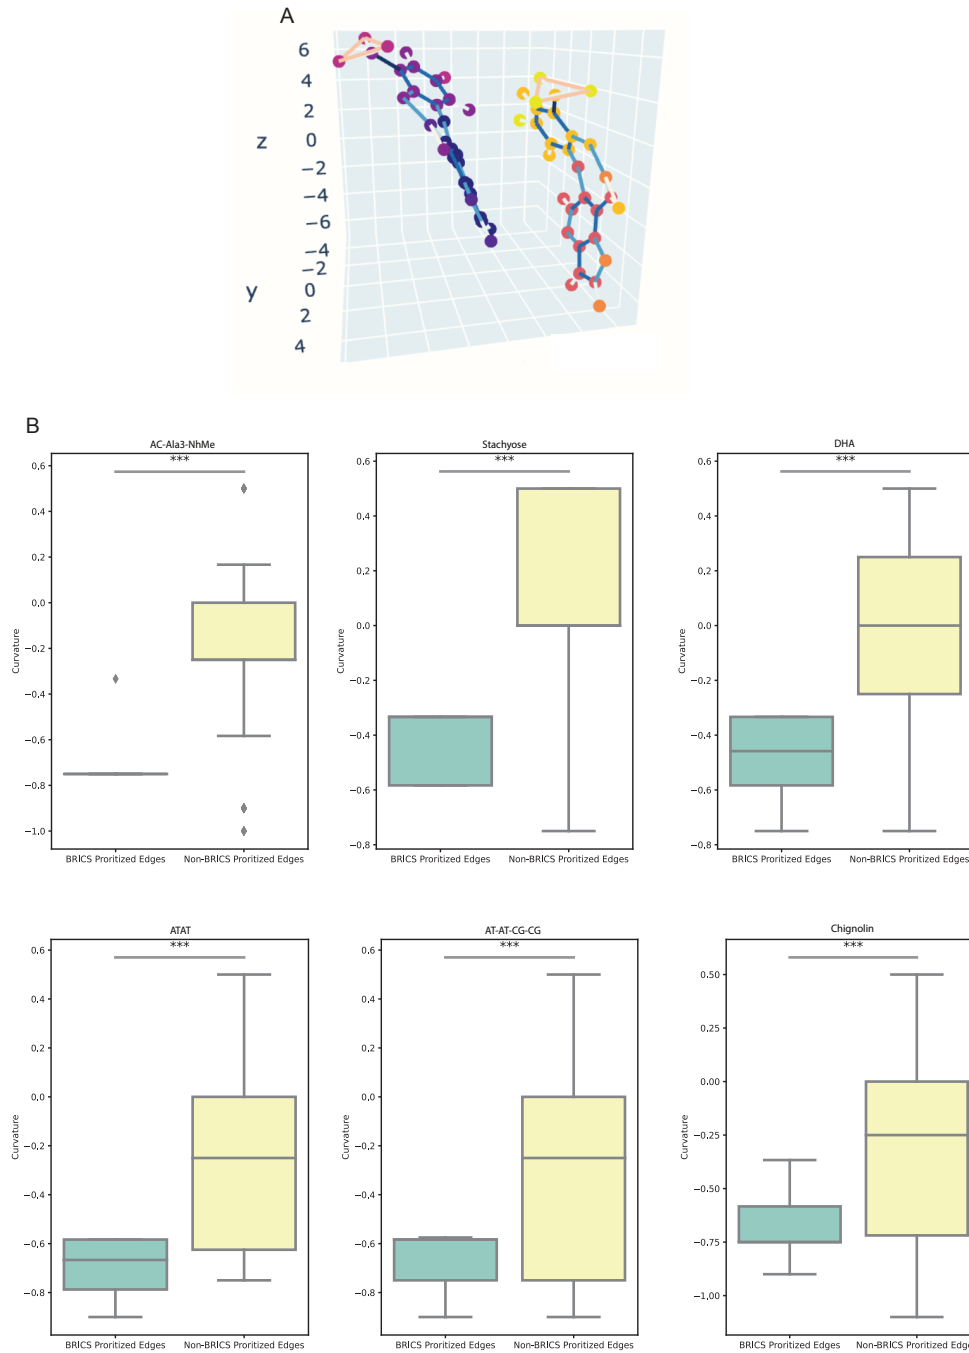 A
6
4
2
z
0
−2
−4
−6
−4
−2
y
0
2
4
B
AC-Ala3-NhMe
***
0.6
0.4
0.2
0.0
−0.2
−0.4
−0.6
−0.8
−1.0
Curvature
BRICS Proritized Edges
Non-BRICS Proritized Edges
Stachyose
***
0.6
0.4
0.2
0.0
−0.2
−0.4
−0.6
−0.8
Curvature
BRICS Proritized Edges
Non-BRICS Proritized Edges
DHA
***
0.6
0.4
0.2
0.0
−0.2
−0.4
−0.6
−0.8
Curvature
BRICS Proritized Edges
Non-BRICS Proritized Edges
ATAT
***
0.6
0.4
0.2
0.0
−0.2
−0.4
−0.6
−0.8
Curvature
BRICS Proritized Edges
Non-BRICS Proritized Edges
AT-AT-CG-CG
***
0.6
0.4
0.2
0.0
−0.2
−0.4
−0.6
−0.8
Curvature
BRICS Proritized Edges
Non-BRICS Proritized Edges
Chignolin
***
0.50
0.25
0.00
−0.25
−0.50
−0.75
−1.00
Curvature
BRICS Proritized Edges
Non-BRICS Proritized Edges